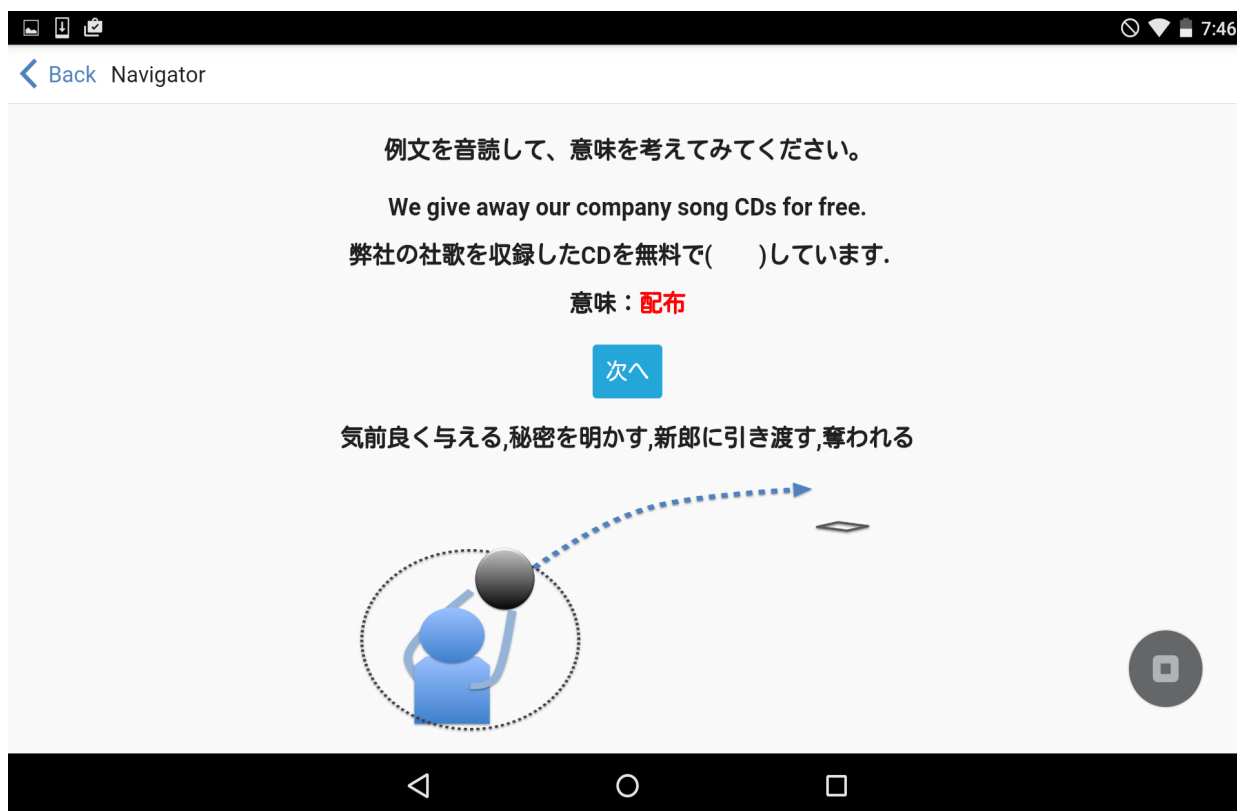 7:46
Back Navigator
例文を音読して、意味を考えてみてください。
We give away our company song CDs for free.
弊社の社歌を収録したCDを無料で(　　)しています.
意味：配布
次へ
気前良く与える,秘密を明かす,新郎に引き渡す,奪われる